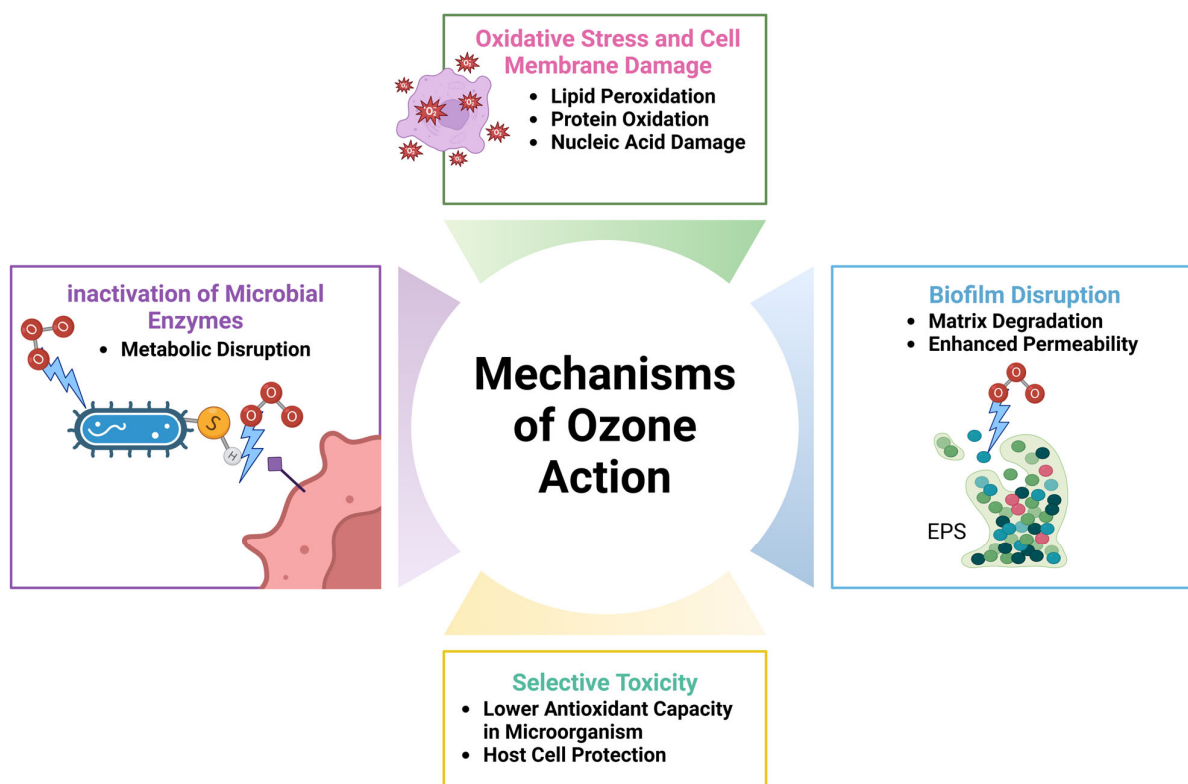 Oxidative Stress and Cell
Membrane Damage
• Lipid Peroxidation
• Protein Oxidation
• Nucleic Acid Damage
inactivation of Microbial
Enzymes
• Metabolic Disruption
O O
O
S
H
O
O O
Mechanisms
of Ozone
Action
Biofilm Disruption
• Matrix Degradation
• Enhanced Permeability
O
O O
EPS
Selective Toxicity
• Lower Antioxidant Capacity
in Microorganism
• Host Cell Protection